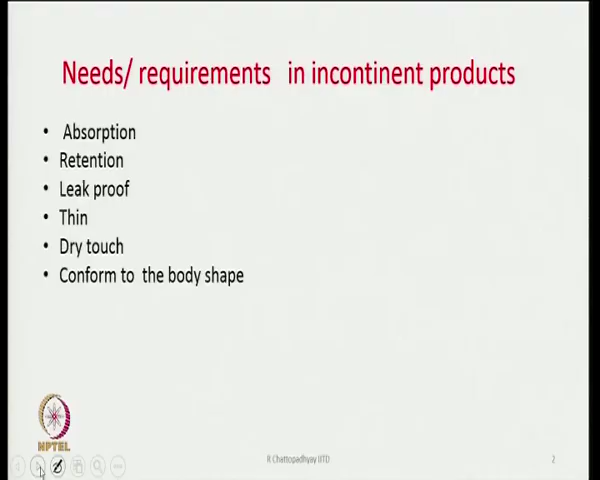 Needs/ requirements in incontinent products
• Absorption
• Retention
• Leak proof
• Thin
• Dry touch
• Conform to the body shape
NPTEL
R Chattopadhyay IITD
2